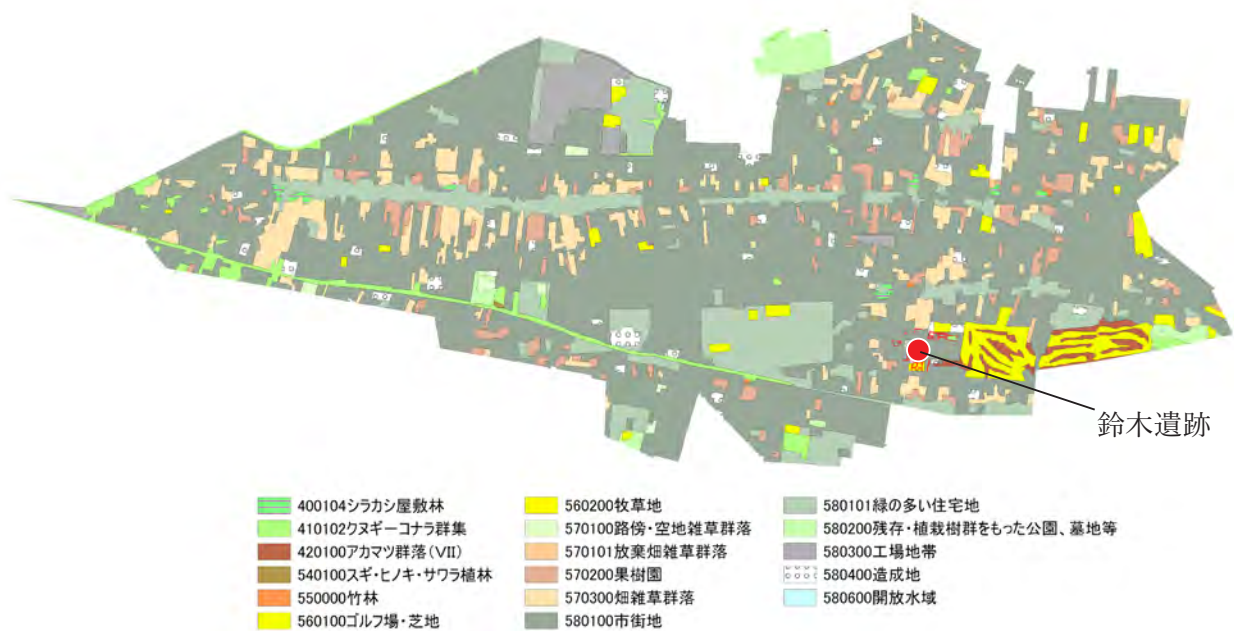 鈴木遺跡
400104シラカシ屋敷林
410102クヌギーコナラ群集
420100アカマツ群落(VII)
540100スギ・ヒノキ・サワラ植林
550000竹林
560100ゴルフ場・芝地
560200牧草地
570100路傍・空地雑草群落
570101放棄畑雑草群落
570200果樹園
570300畑雑草群落
580100市街地
580101緑の多い住宅地
580200残存・植栽樹群をもった公園、墓地等
580300工場地帯
580400造成地
580600開放水域